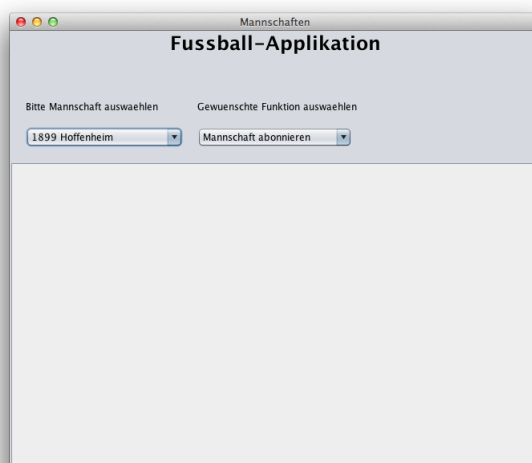 Mannschaften
Fussball-Applikation
Bitte Mannschaft auswaehlen Gewuenschte Funktion auswaehlen
1899 Hoffenheim Mannschaft abonnieren